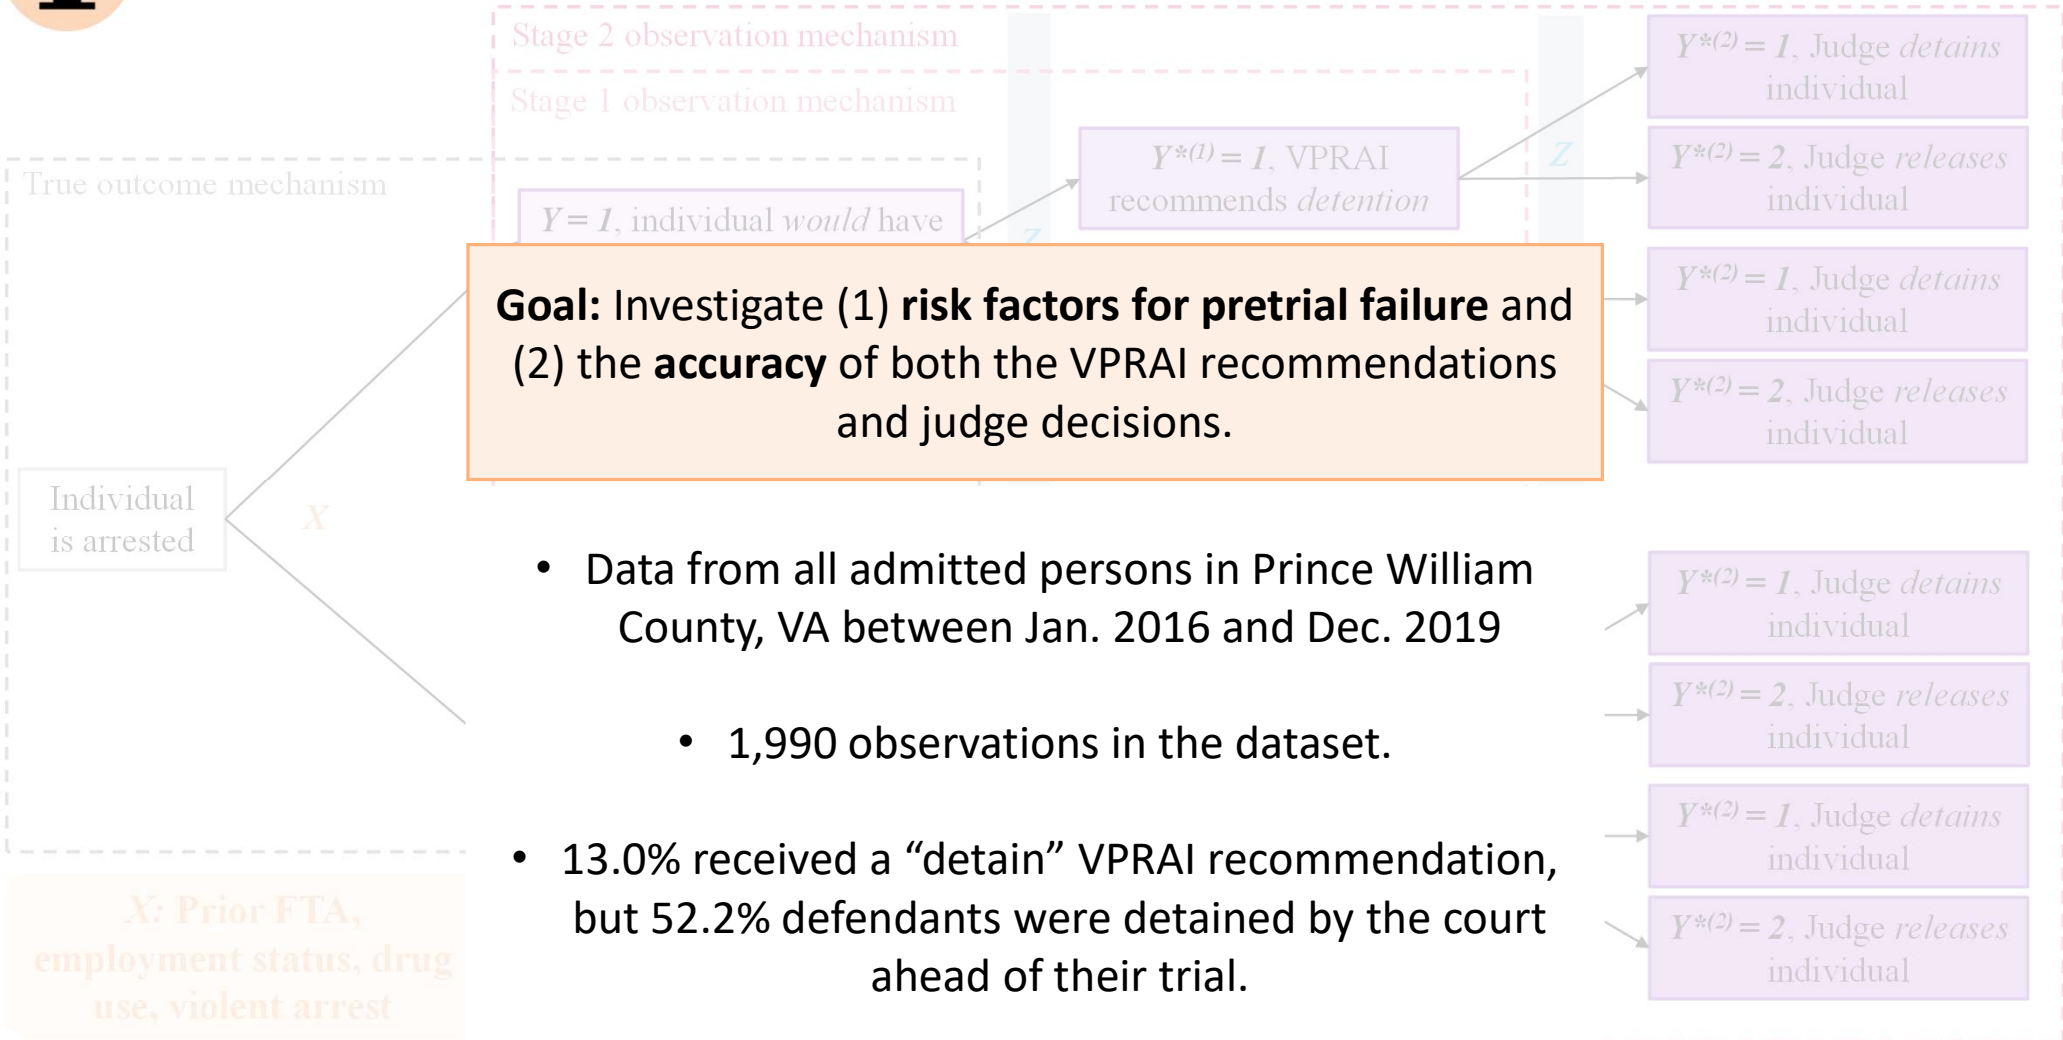 Stage 2 observation mechanism
Stage 1 observation mechanism
True outcome mechanism
Y = 1, individual would have
Z
Y*(1) = 1, VPRAI
recommends detention
Z
Y*(2) = 1, Judge detains
individual
Y*(2) = 2, Judge releases
individual
Y*(2) = 1, Judge detains
individual
Y*(2) = 2, Judge releases
individual
Goal: Investigate (1) risk factors for pretrial failure and
(2) the accuracy of both the VPRAI recommendations
and judge decisions.
Individual
is arrested
X
• Data from all admitted persons in Prince William
County, VA between Jan. 2016 and Dec. 2019
• 1,990 observations in the dataset.
• 13.0% received a “detain” VPRAI recommendation,
but 52.2% defendants were detained by the court
ahead of their trial.
Y*(2) = 1, Judge detains
individual
Y*(2) = 2, Judge releases
individual
Y*(2) = 1, Judge detains
individual
Y*(2) = 2, Judge releases
individual
X: Prior FTA,
employment status, drug
use, violent arrest